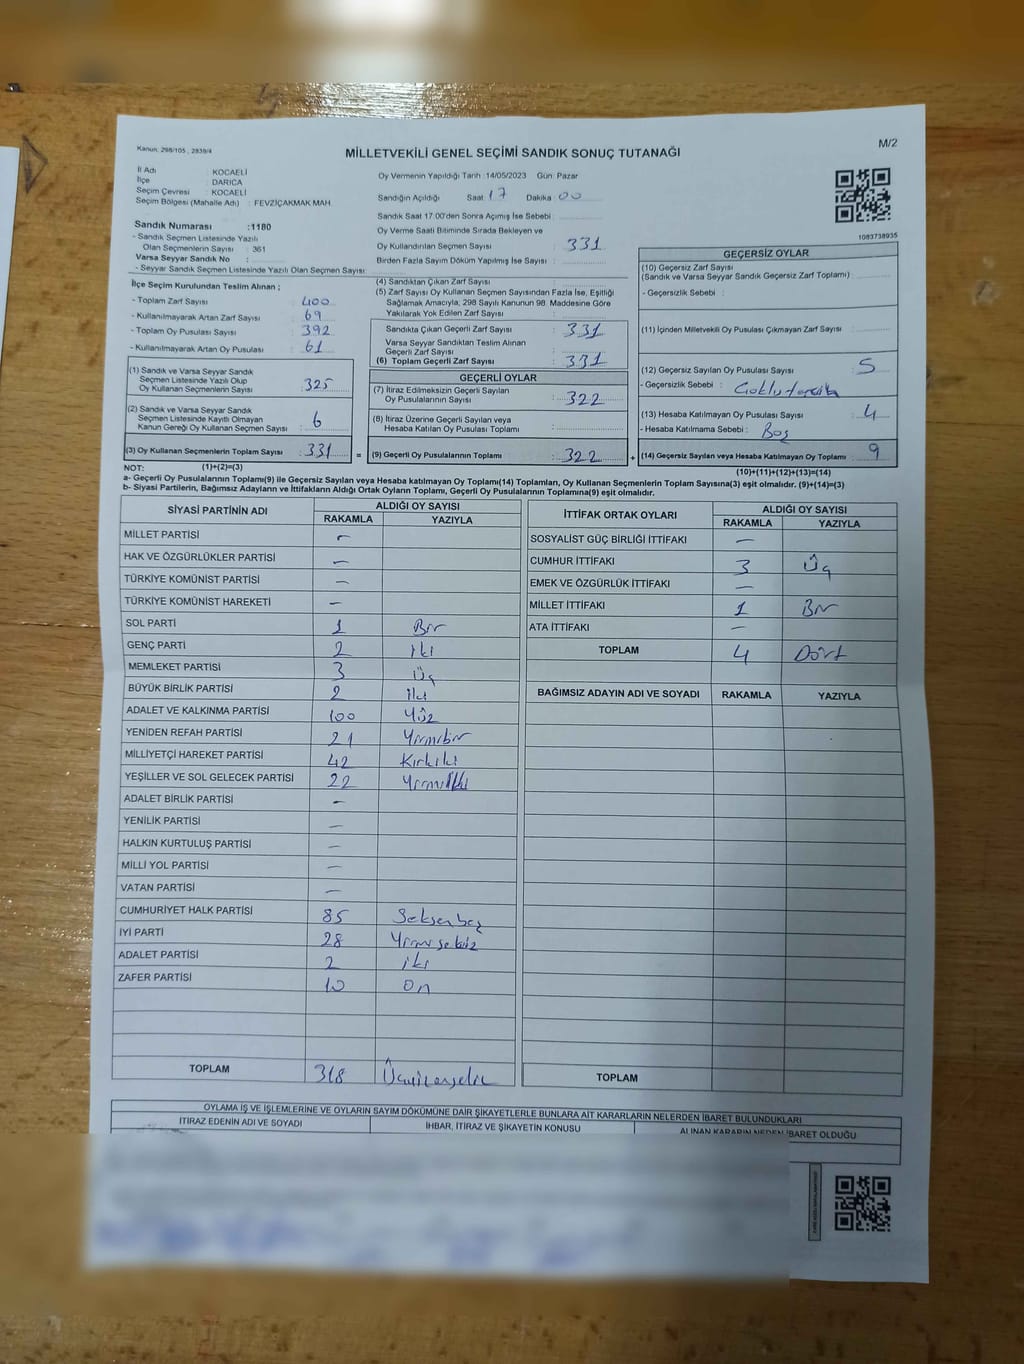 Kanun: 298/105 , 2839/4
M/2
MİLLETVEKİLİ GENEL SEÇİMİ SANDIK SONUÇ TUTANAĞI
İl Adı : KOCAELİ
İlçe : DARICA
Seçim Çevresi : KOCAELİ
Seçim Bölgesi (Mahalle Adı) : FEVZİÇAKMAK MAH.
Oy Vermenin Yapıldığı Tarih :14/05/2023 Gün :Pazar
Sandığın Açıldığı Saat : 17 Dakika : 00
Sandık Saat 17.00'den Sonra Açılmış İse Sebebi :
Oy Verme Saati Bitiminde Sırada Bekleyen ve
Oy Kullandırılan Seçmen Sayısı : 331
Birden Fazla Sayım Döküm Yapılmış İse Sayısı :
1083738935
Sandık Numarası :1180
- Sandık Seçmen Listesinde Yazılı
Olan Seçmenlerin Sayısı : 361
Varsa Seyyar Sandık No :
- Seyyar Sandık Seçmen Listesinde Yazılı Olan Seçmen Sayısı:
İlçe Seçim Kurulundan Teslim Alınan ;
- Toplam Zarf Sayısı : 400
- Kullanılmayarak Artan Zarf Sayısı : 69
- Toplam Oy Pusulası Sayısı : 392
- Kullanılmayarak Artan Oy Pusulası : 61
(1) Sandık ve Varsa Seyyar Sandık
Seçmen Listesinde Yazılı Olup
Oy Kullanan Seçmenlerin Sayısı : 325
(2) Sandık ve Varsa Seyyar Sandık
Seçmen Listesinde Kayıtlı Olmayan
Kanun Gereği Oy Kullanan Seçmen Sayısı : 6
(3) Oy Kullanan Seçmenlerin Toplam Sayısı : 331 =
(4) Sandıktan Çıkan Zarf Sayısı :
(5) Zarf Sayısı Oy Kullanan Seçmen Sayısından Fazla İse, Eşitliği
Sağlamak Amacıyla; 298 Sayılı Kanunun 98. Maddesine Göre
Yakılarak Yok Edilen Zarf Sayısı :
Sandıkta Çıkan Geçerli Zarf Sayısı : 331
Varsa Seyyar Sandıktan Teslim Alınan
Geçerli Zarf Sayısı :
(6) Toplam Geçerli Zarf Sayısı : 331
GEÇERLİ OYLAR
(7) İtiraz Edilmeksizin Geçerli Sayılan
Oy Pusulalarının Sayısı : 322
(8) İtiraz Üzerine Geçerli Sayılan veya
Hesaba Katılan Oy Pusulası Toplamı :
(9) Geçerli Oy Pusulalarının Toplamı : 322 +
GEÇERSİZ OYLAR
(10) Geçersiz Zarf Sayısı
(Sandık ve Varsa Seyyar Sandık Geçersiz Zarf Toplamı) :
- Geçersizlik Sebebi :
(11) İçinden Milletvekili Oy Pusulası Çıkmayan Zarf Sayısı :
(12) Geçersiz Sayılan Oy Pusulası Sayısı : 5
- Geçersizlik Sebebi :
(13) Hesaba Katılmayan Oy Pusulası Sayısı : 4
- Hesaba Katılmama Sebebi : Boş
(14) Geçersiz Sayılan veya Hesaba Katılmayan Oy Toplamı : 9
NOT: (1)+(2)=(3) (10)+(11)+(12)+(13)=(14)
a- Geçerli Oy Pusulalarının Toplamı(9) ile Geçersiz Sayılan veya Hesaba Katılmayan Oy Toplamı(14) Toplamları, Oy Kullanan Seçmenlerin Toplam Sayısına(3) eşit olmalıdır. (9)+(14)=(3)
b- Siyasi Partilerin, Bağımsız Adayların ve İttifakların Aldığı Ortak Oyların Toplamı, Geçerli Oy Pusulalarının Toplamına(9) eşit olmalıdır.
SİYASİ PARTİNİN ADI ALDIĞI OY SAYISI
RAKAMLA YAZIYLA
MİLLET PARTİSİ -
HAK VE ÖZGÜRLÜKLER PARTİSİ -
TÜRKİYE KOMÜNİST PARTİSİ -
TÜRKİYE KOMÜNİST HAREKETİ -
SOL PARTİ 1 Bir
GENÇ PARTİ 2 iki
MEMLEKET PARTİSİ 3 Üç
BÜYÜK BİRLİK PARTİSİ 2 iki
ADALET VE KALKINMA PARTİSİ 100 Yüz
YENİDEN REFAH PARTİSİ 21 Yirmibir
MİLLİYETÇİ HAREKET PARTİSİ 42 Kırkiki
YEŞİLLER VE SOL GELECEK PARTİSİ 22 Yirmiiki
ADALET BİRLİK PARTİSİ -
YENİLİK PARTİSİ -
HALKIN KURTULUŞ PARTİSİ -
MİLLİ YOL PARTİSİ -
VATAN PARTİSİ -
CUMHURİYET HALK PARTİSİ 85 Seksenbeş
İYİ PARTİ 28 Yirmisekiz
ADALET PARTİSİ 2 iki
ZAFER PARTİSİ 10 On
TOPLAM 318 Üçyüzonsekiz
İTTİFAK ORTAK OYLARI ALDIĞI OY SAYISI
RAKAMLA YAZIYLA
SOSYALİST GÜÇ BİRLİĞİ İTTİFAKI -
CUMHUR İTTİFAKI 3 Üç
EMEK VE ÖZGÜRLÜK İTTİFAKI -
MİLLET İTTİFAKI 1 Bir
ATA İTTİFAKI -
TOPLAM 4 Dört
BAĞIMSIZ ADAYIN ADI VE SOYADI RAKAMLA YAZIYLA
TOPLAM
OYLAMA İŞ VE İŞLEMLERİNE VE OYLARIN SAYIM DÖKÜMÜNE DAİR ŞİKAYETLERLE BUNLARA AİT KARARLARIN NELERDEN İBARET BULUNDUKLARI
İTİRAZ EDENİN ADI VE SOYADI İHBAR, İTİRAZ VE ŞİKAYETİN KONUSU ALINAN KARARIN NEDEN İBARET OLDUĞU